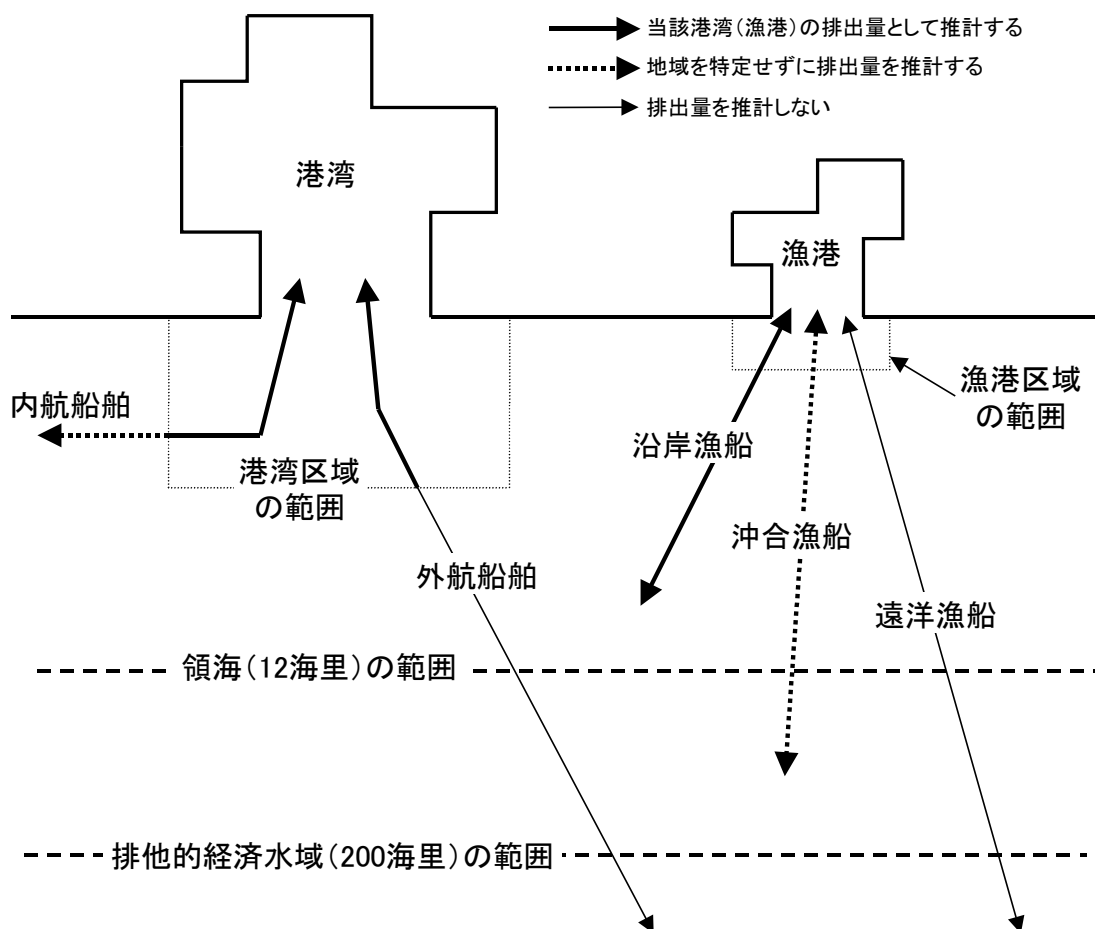 当該港湾(漁港)の排出量として推計する
地域を特定せずに排出量を推計する
排出量を推計しない
港湾
漁港
漁港区域
の範囲
内航船舶
港湾区域
の範囲
沿岸漁船
沖合漁船
外航船舶
遠洋漁船
領海(12海里)の範囲
排他的経済水域(200海里)の範囲